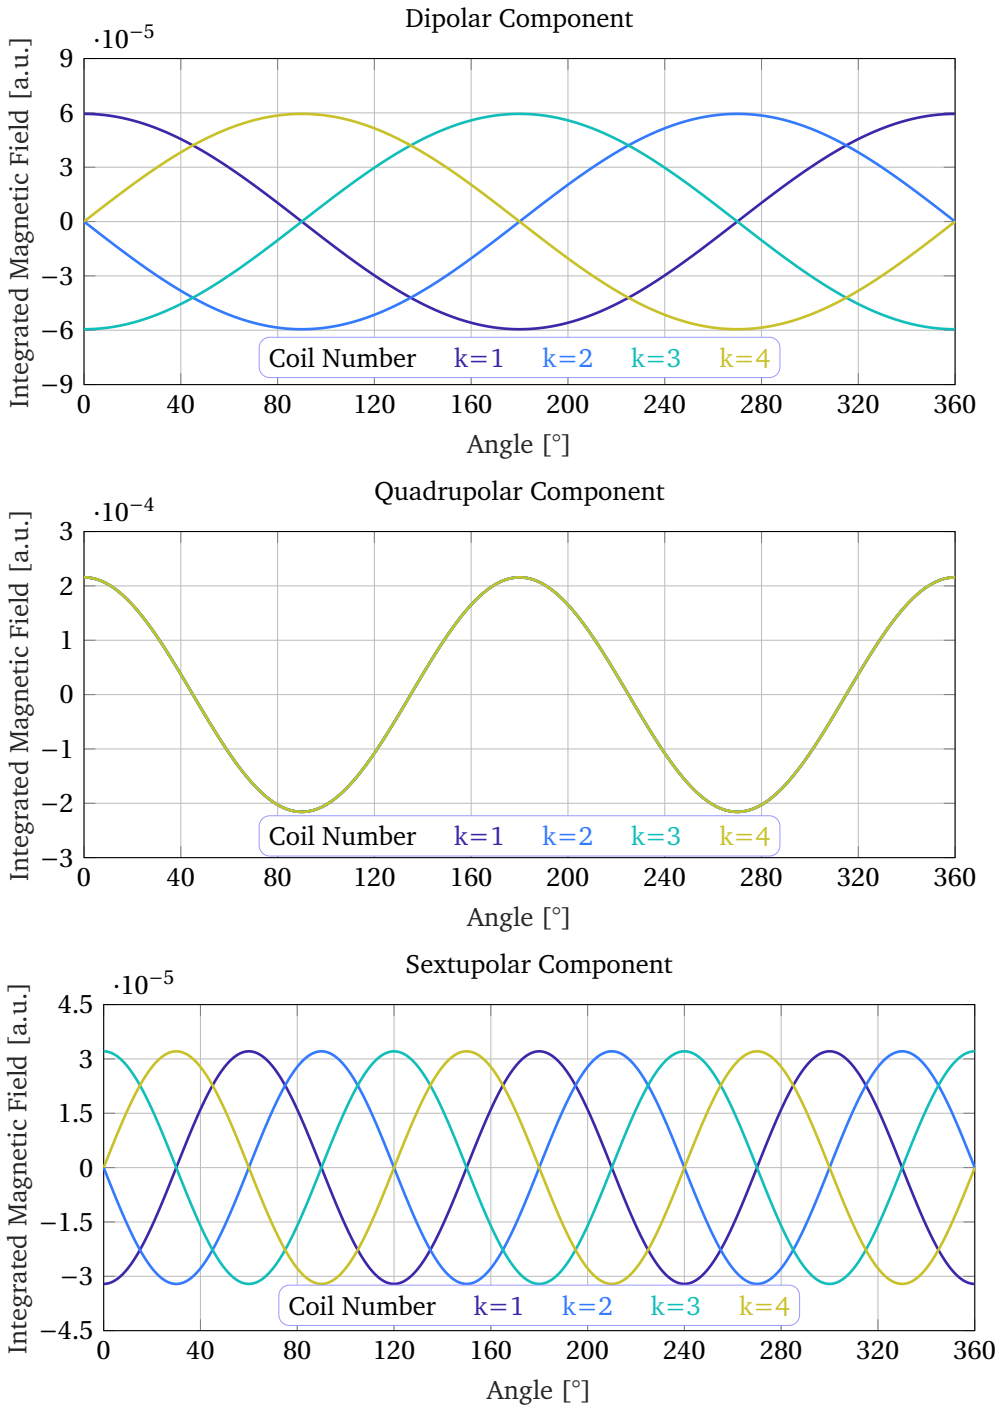 Dipolar Component
·10−5
Integrated Magnetic Field [a.u.]
9
6
3
0
−3
−6
−9
Coil Number k=1 k=2 k=3 k=4
0 40 80 120 160 200 240 280 320 360
Angle [°]
Quadrupolar Component
·10−4
Integrated Magnetic Field [a.u.]
3
2
1
0
−1
−2
−3
Coil Number k=1 k=2 k=3 k=4
0 40 80 120 160 200 240 280 320 360
Angle [°]
Sextupolar Component
·10−5
Integrated Magnetic Field [a.u.]
4.5
3
1.5
0
−1.5
−3
−4.5
Coil Number k=1 k=2 k=3 k=4
0 40 80 120 160 200 240 280 320 360
Angle [°]